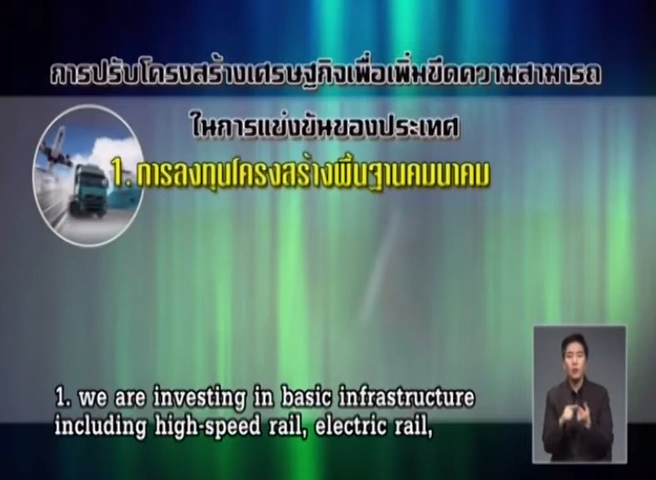 การปรับโครงสร้างเศรษฐกิจเพื่อเพิ่มขีดความสามารถ
ในการแข่งขันของประเทศ
1. การลงทุนโครงสร้างพื้นฐานคมนาคม
1. we are investing in basic infrastructure
including high-speed rail, electric rail,